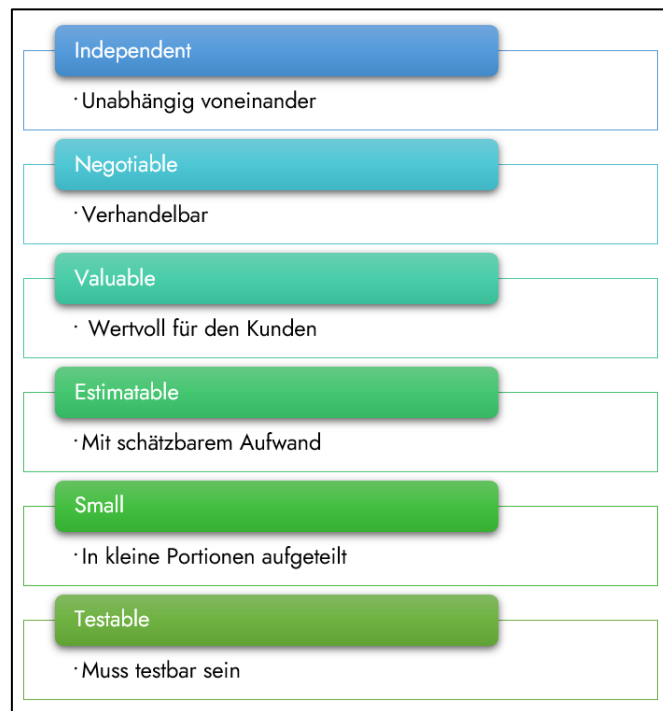 Independent
· Unabhängig voneinander
Negotiable
· Verhandelbar
Valuable
· Wertvoll für den Kunden
Estimatable
· Mit schätzbarem Aufwand
Small
· In kleine Portionen aufgeteilt
Testable
· Muss testbar sein